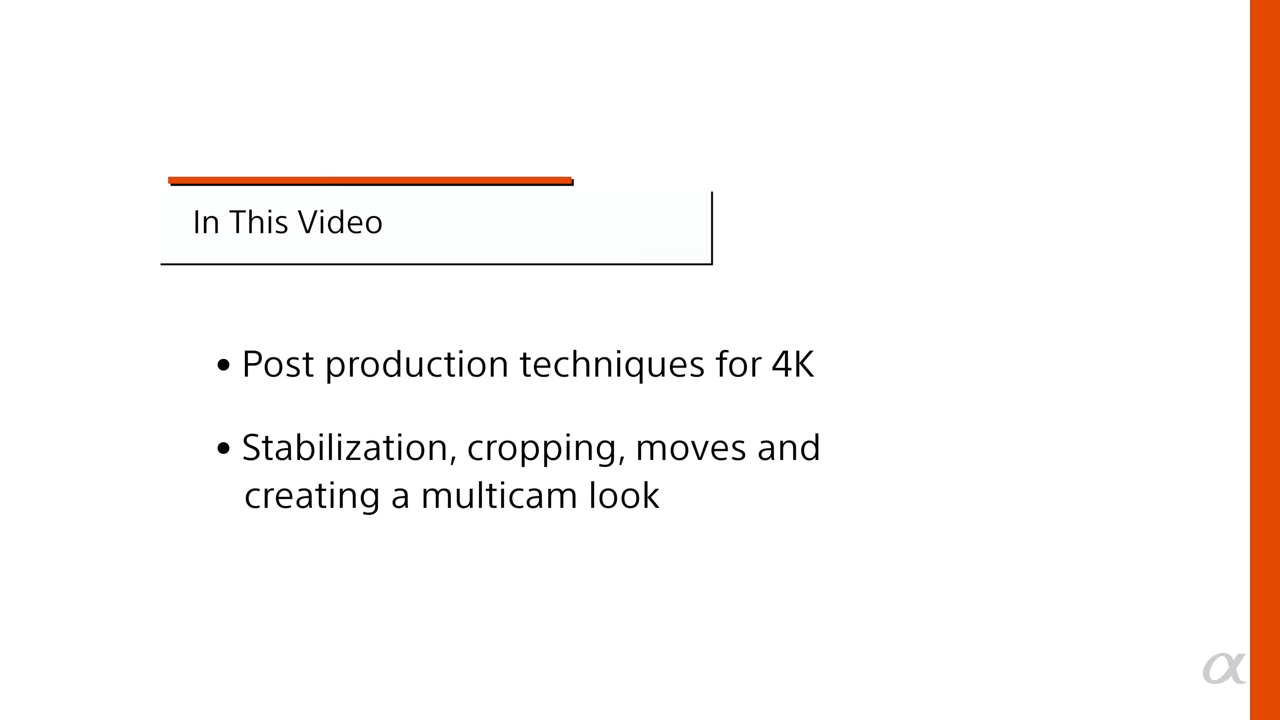 In This Video
• Post production techniques for 4K
• Stabilization, cropping, moves and
creating a multicam look
α